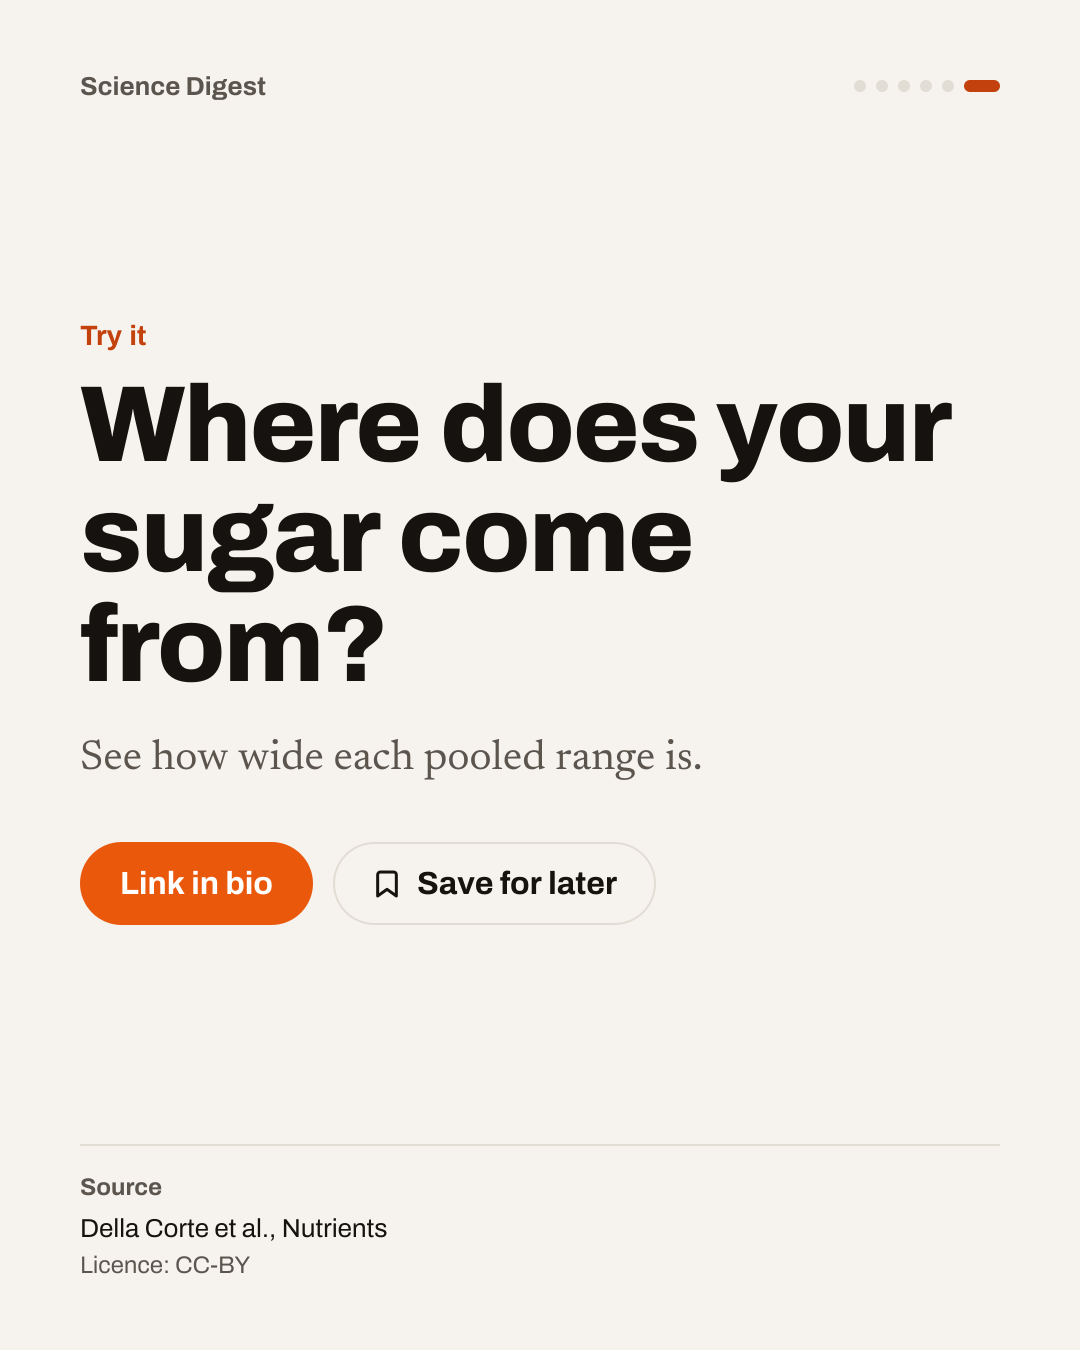 Science Digest
Try it
Where does your
sugar come
from?
See how wide each pooled range is.
Link in bio
Save for later
Source
Della Corte et al., Nutrients
Licence: CC-BY